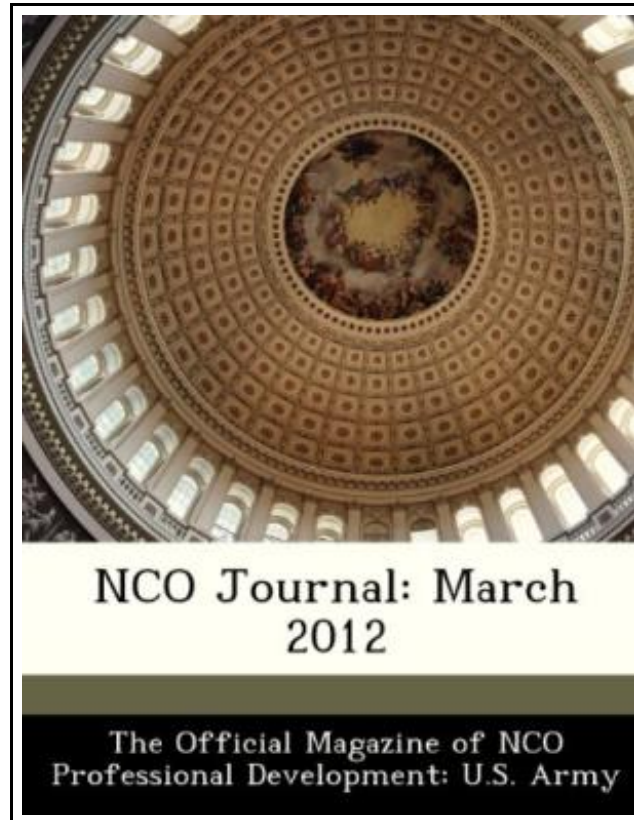 NCO Journal: March
2012
The Official Magazine of NCO
Professional Development: U.S. Army